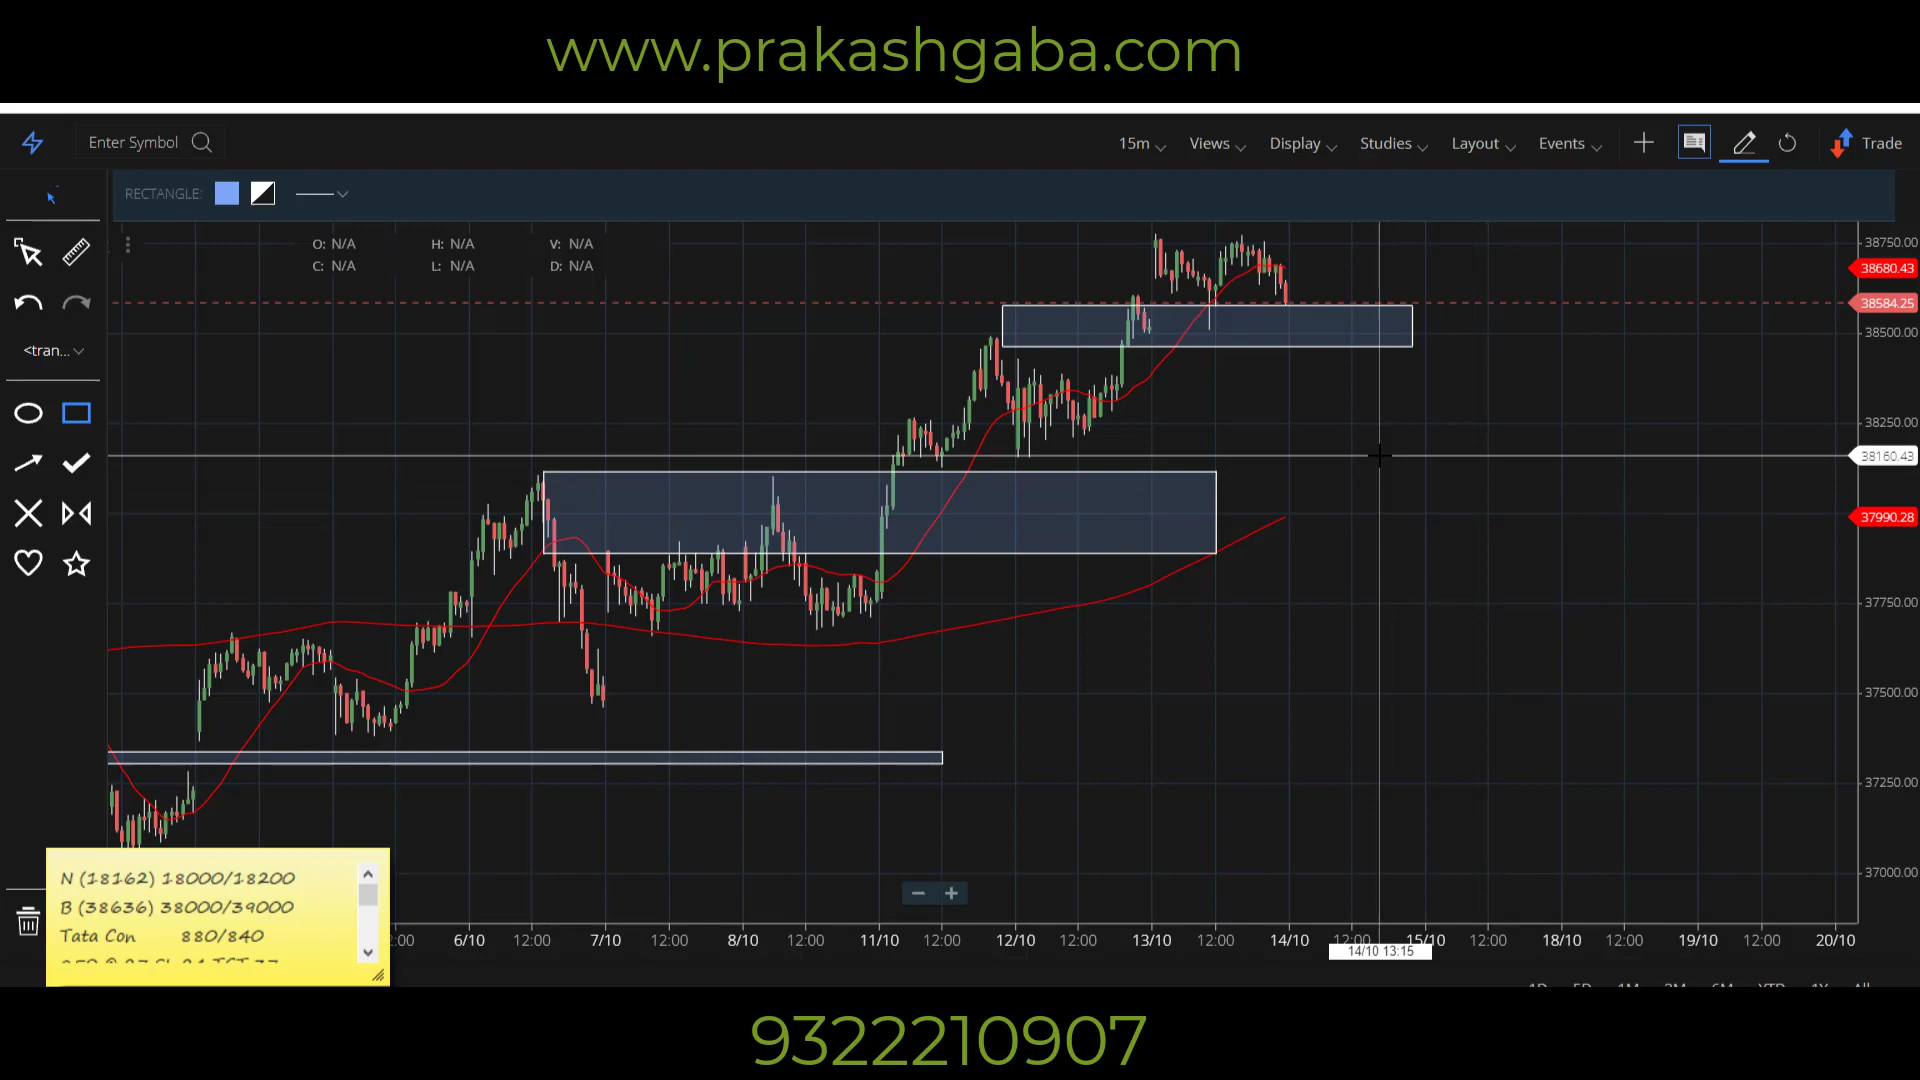 www.prakashgaba.com
Enter Symbol
15m
Views
Display
Studies
Layout
Events
Trade
RECTANGLE:
O: N/A
H: N/A
V: N/A
C: N/A
L: N/A
D: N/A
<tran...
38750.00
38680.43
38584.25
38500.00
38250.00
38160.43
37990.28
37750.00
37500.00
37250.00
37000.00
N (18162) 18000/18200
B (38636) 38000/39000
Tata Con 880/840
6/10 12:00 7/10 12:00 8/10 12:00 11/10 12:00 12/10 12:00 13/10 12:00 14/10 12:00 15/10 12:00 18/10 12:00 19/10 12:00 20/10
14/10 13:15
9322210907